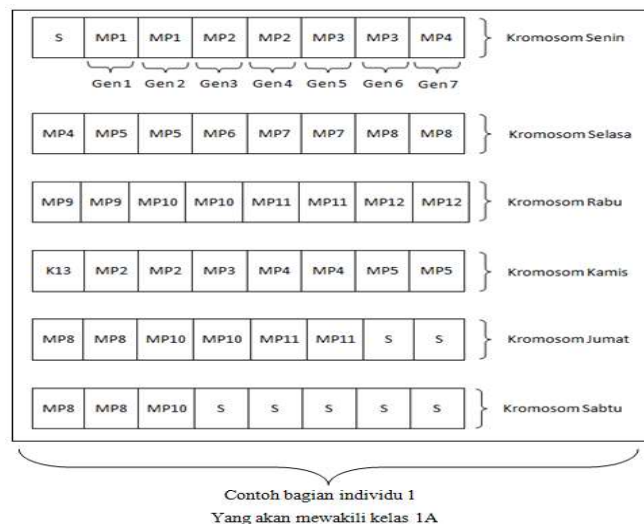 S MP1 MP1 MP2 MP2 MP3 MP3 MP4 Kromosom Senin
Gen1 Gen2 Gen3 Gen4 Gen5 Gen6 Gen7
MP4 MP5 MP5 MP6 MP7 MP7 MP8 MP8 Kromosom Selasa
MP9 MP9 MP10 MP10 MP11 MP11 MP12 MP12 Kromosom Rabu
K13 MP2 MP2 MP3 MP4 MP4 MP5 MP5 Kromosom Kamis
MP8 MP8 MP10 MP10 MP11 MP11 S S Kromosom Jumat
MP8 MP8 MP10 S S S S S Kromosom Sabtu
Contoh bagian individu 1
Yang akan mewakili kelas 1A